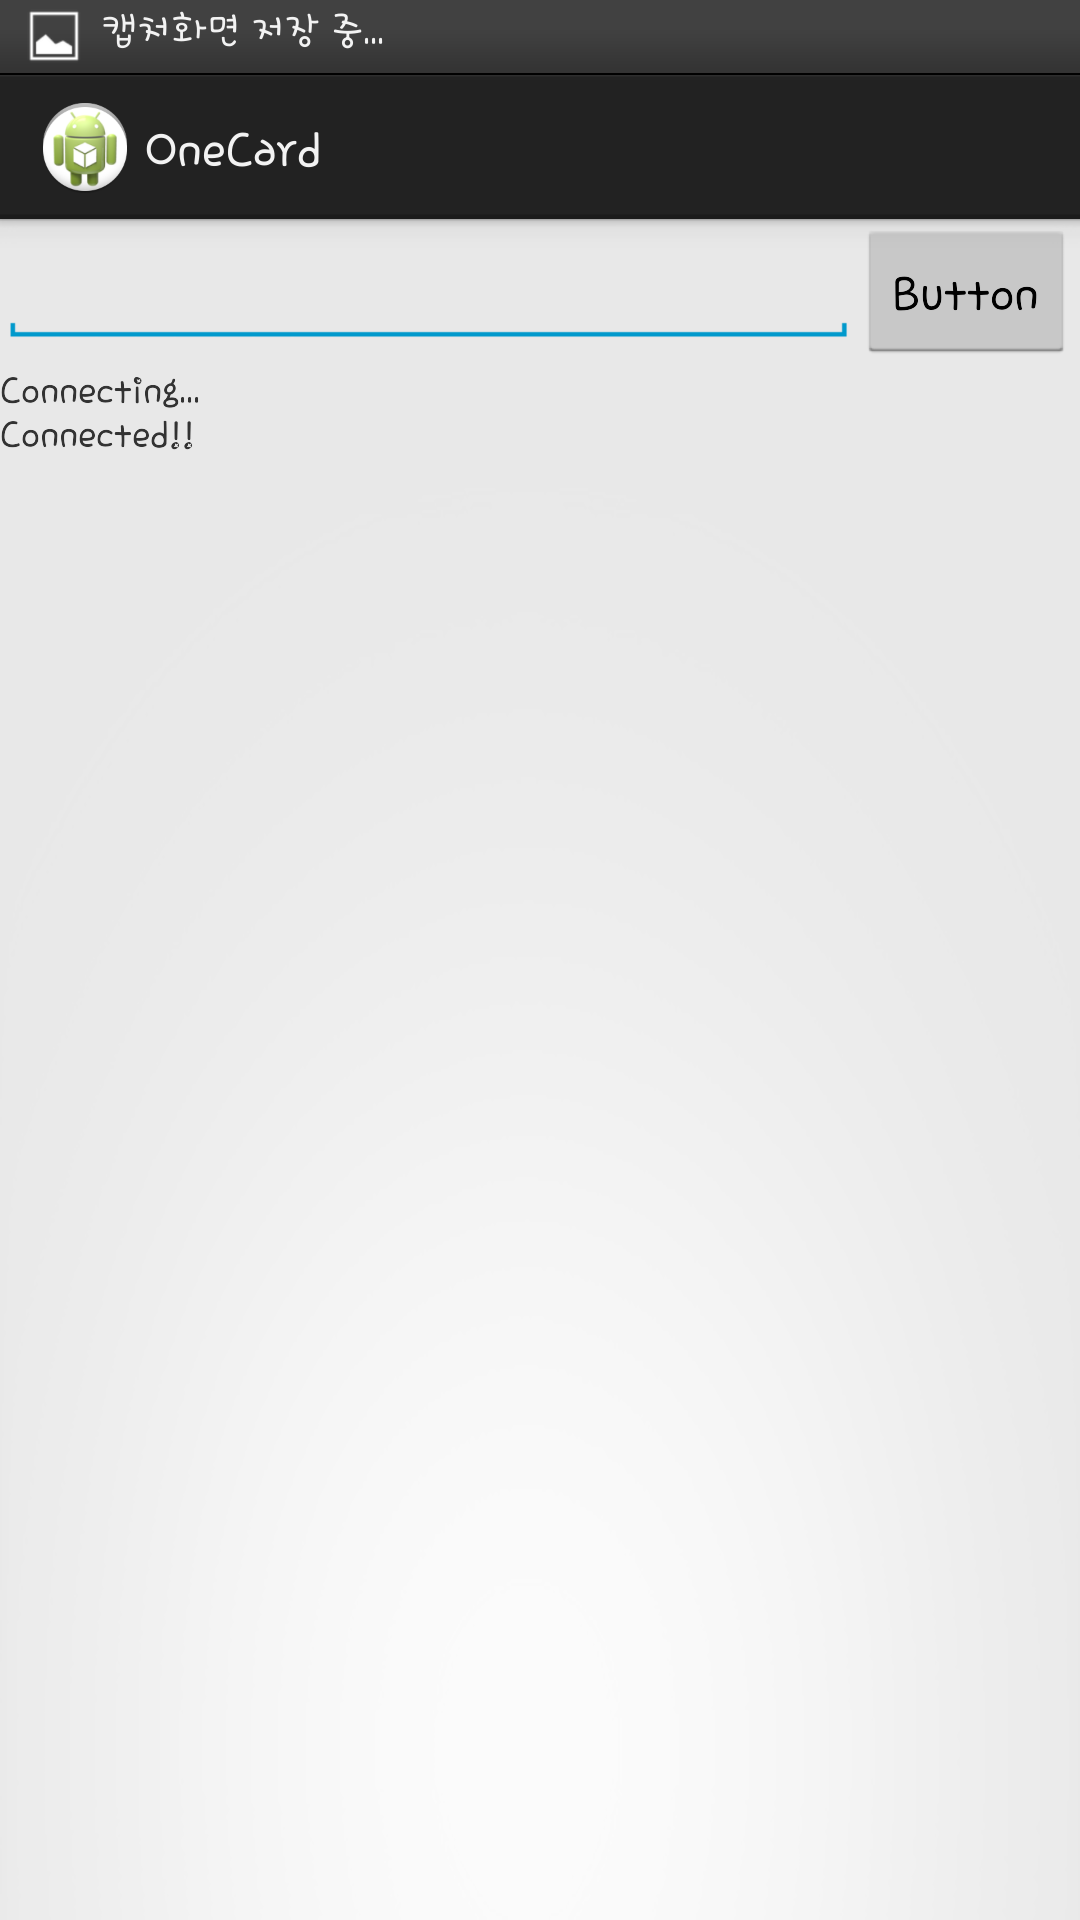 캡처화면 저장 중...
OneCard
Button
Connecting...
Connected!!